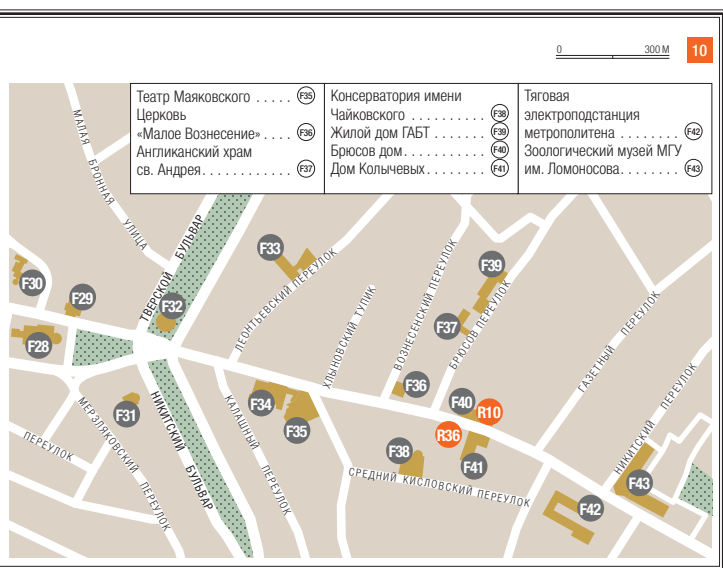 0 300 М 10
Театр Маяковского . . . . . F35
Церковь
«Малое Вознесение» . . . . F36
Англиканский храм
св. Андрея. . . . . . . . . . . . F37
Консерватория имени
Чайковского . . . . . . . . . . F38
Жилой дом ГАБТ . . . . . . . F39
Брюсов дом. . . . . . . . . . . F40
Дом Колычевых. . . . . . . . F41
Тяговая
электроподстанция
метрополитена . . . . . . . . F42
Зоологический музей МГУ
им. Ломоносова. . . . . . . . F43
МАЛАЯ БРОННАЯ УЛИЦА
ТВЕРСКОЙ БУЛЬВАР
ЛЕОНТЬЕВСКИЙ ПЕРЕУЛОК
ХЛЫНОВСКИЙ ТУПИК
ВОЗНЕСЕНСКИЙ ПЕРЕУЛОК
БРЮСОВ ПЕРЕУЛОК
ГАЗЕТНЫЙ ПЕРЕУЛОК
НИКИТСКИЙ ПЕРЕУЛОК
F33
F39
F30
F29
F32
F37
F28
F36
F34
F40
R10
F31
F35
R36
F38
F41
F43
F42
ПЕРЕУЛОК
МЕРЗЛЯКОВСКИЙ ПЕРЕУЛОК
НИКИТСКИЙ БУЛЬВАР
КАЛАШНЫЙ ПЕРЕУЛОК
СРЕДНИЙ КИСЛОВСКИЙ ПЕРЕУЛОК